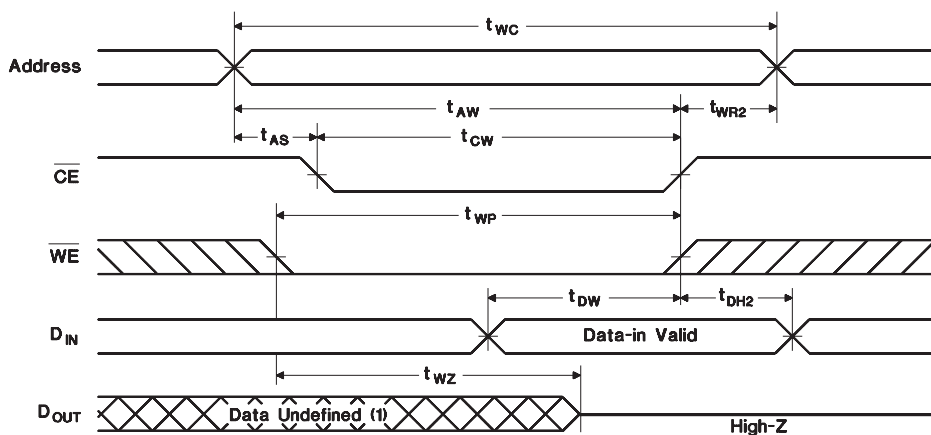 tWC
Address
tAW
tWR2
tAS
tCW
CE
tWP
WE
tDW
tDH2
DIN
Data-in Valid
tWZ
DOUT
Data Undefined (1)
High-Z